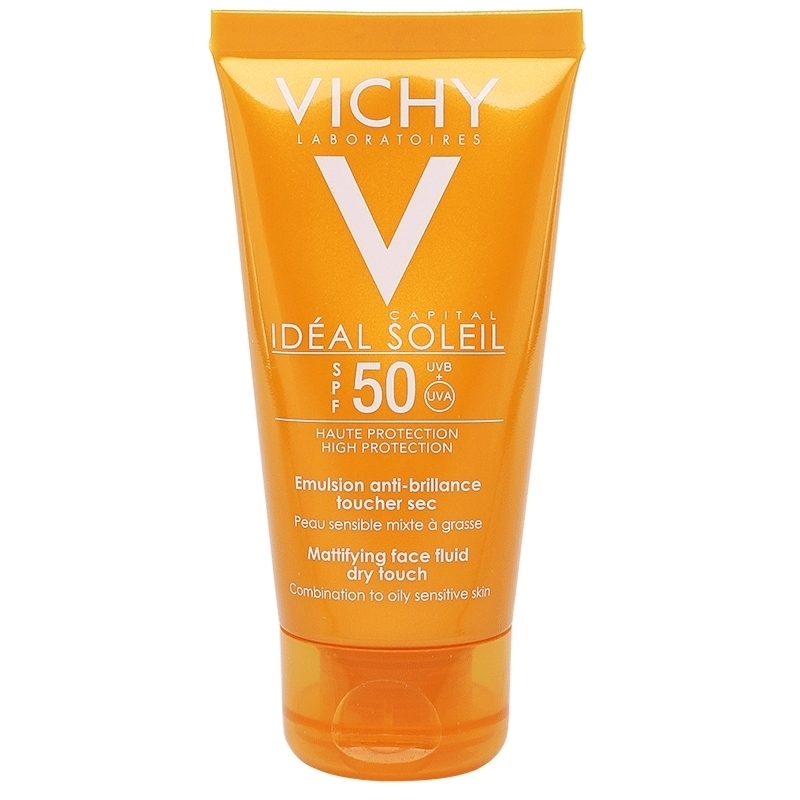 VICHY
LABORATOIRES
V
CAPITAL
IDÉAL SOLEIL
SPF 50 UVB + UVA
HAUTE PROTECTION
HIGH PROTECTION
Emulsion anti-brillance
toucher sec
Peau sensible mixte à grasse
Mattifying face fluid
dry touch
Combination to oily sensitive skin